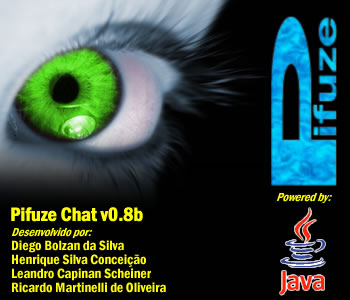 Pifuze
Powered by:
Java
Pifuze Chat v0.8b
Desenvolvido por:
Diego Bolzan da Silva
Henrique Silva Conceição
Leandro Capinan Scheiner
Ricardo Martinelli de Oliveira